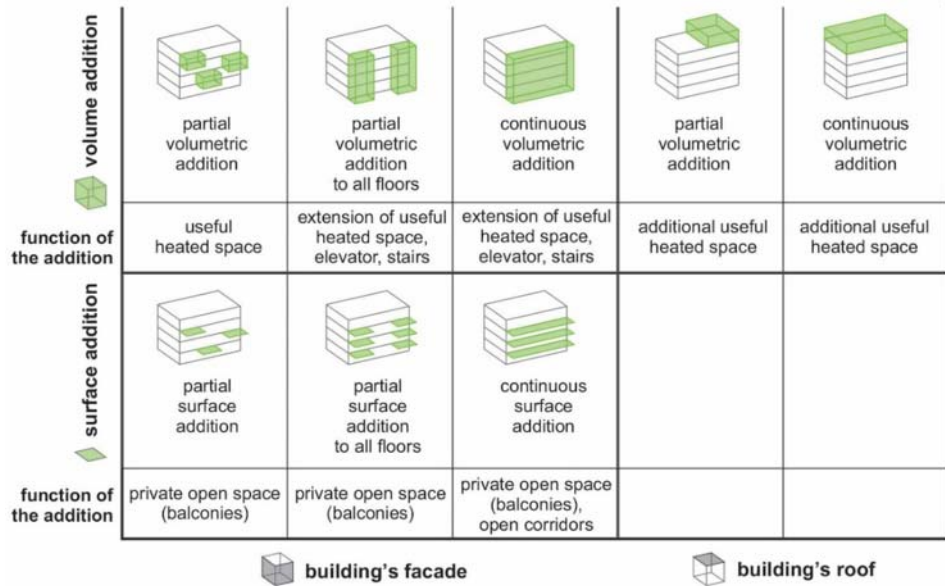 volume addition
partial
volumetric
addition
partial
volumetric
addition
to all floors
continuous
volumetric
addition
partial
volumetric
addition
continuous
volumetric
addition
function of
the addition
useful
heated space
extension of useful
heated space,
elevator, stairs
extension of useful
heated space,
elevator, stairs
additional useful
heated space
additional useful
heated space
surface addition
partial
surface
addition
partial
surface
addition
to all floors
continuous
surface
addition
function of
the addition
private open space
(balconies)
private open space
(balconies)
private open space
(balconies),
open corridors
building's facade
building's roof